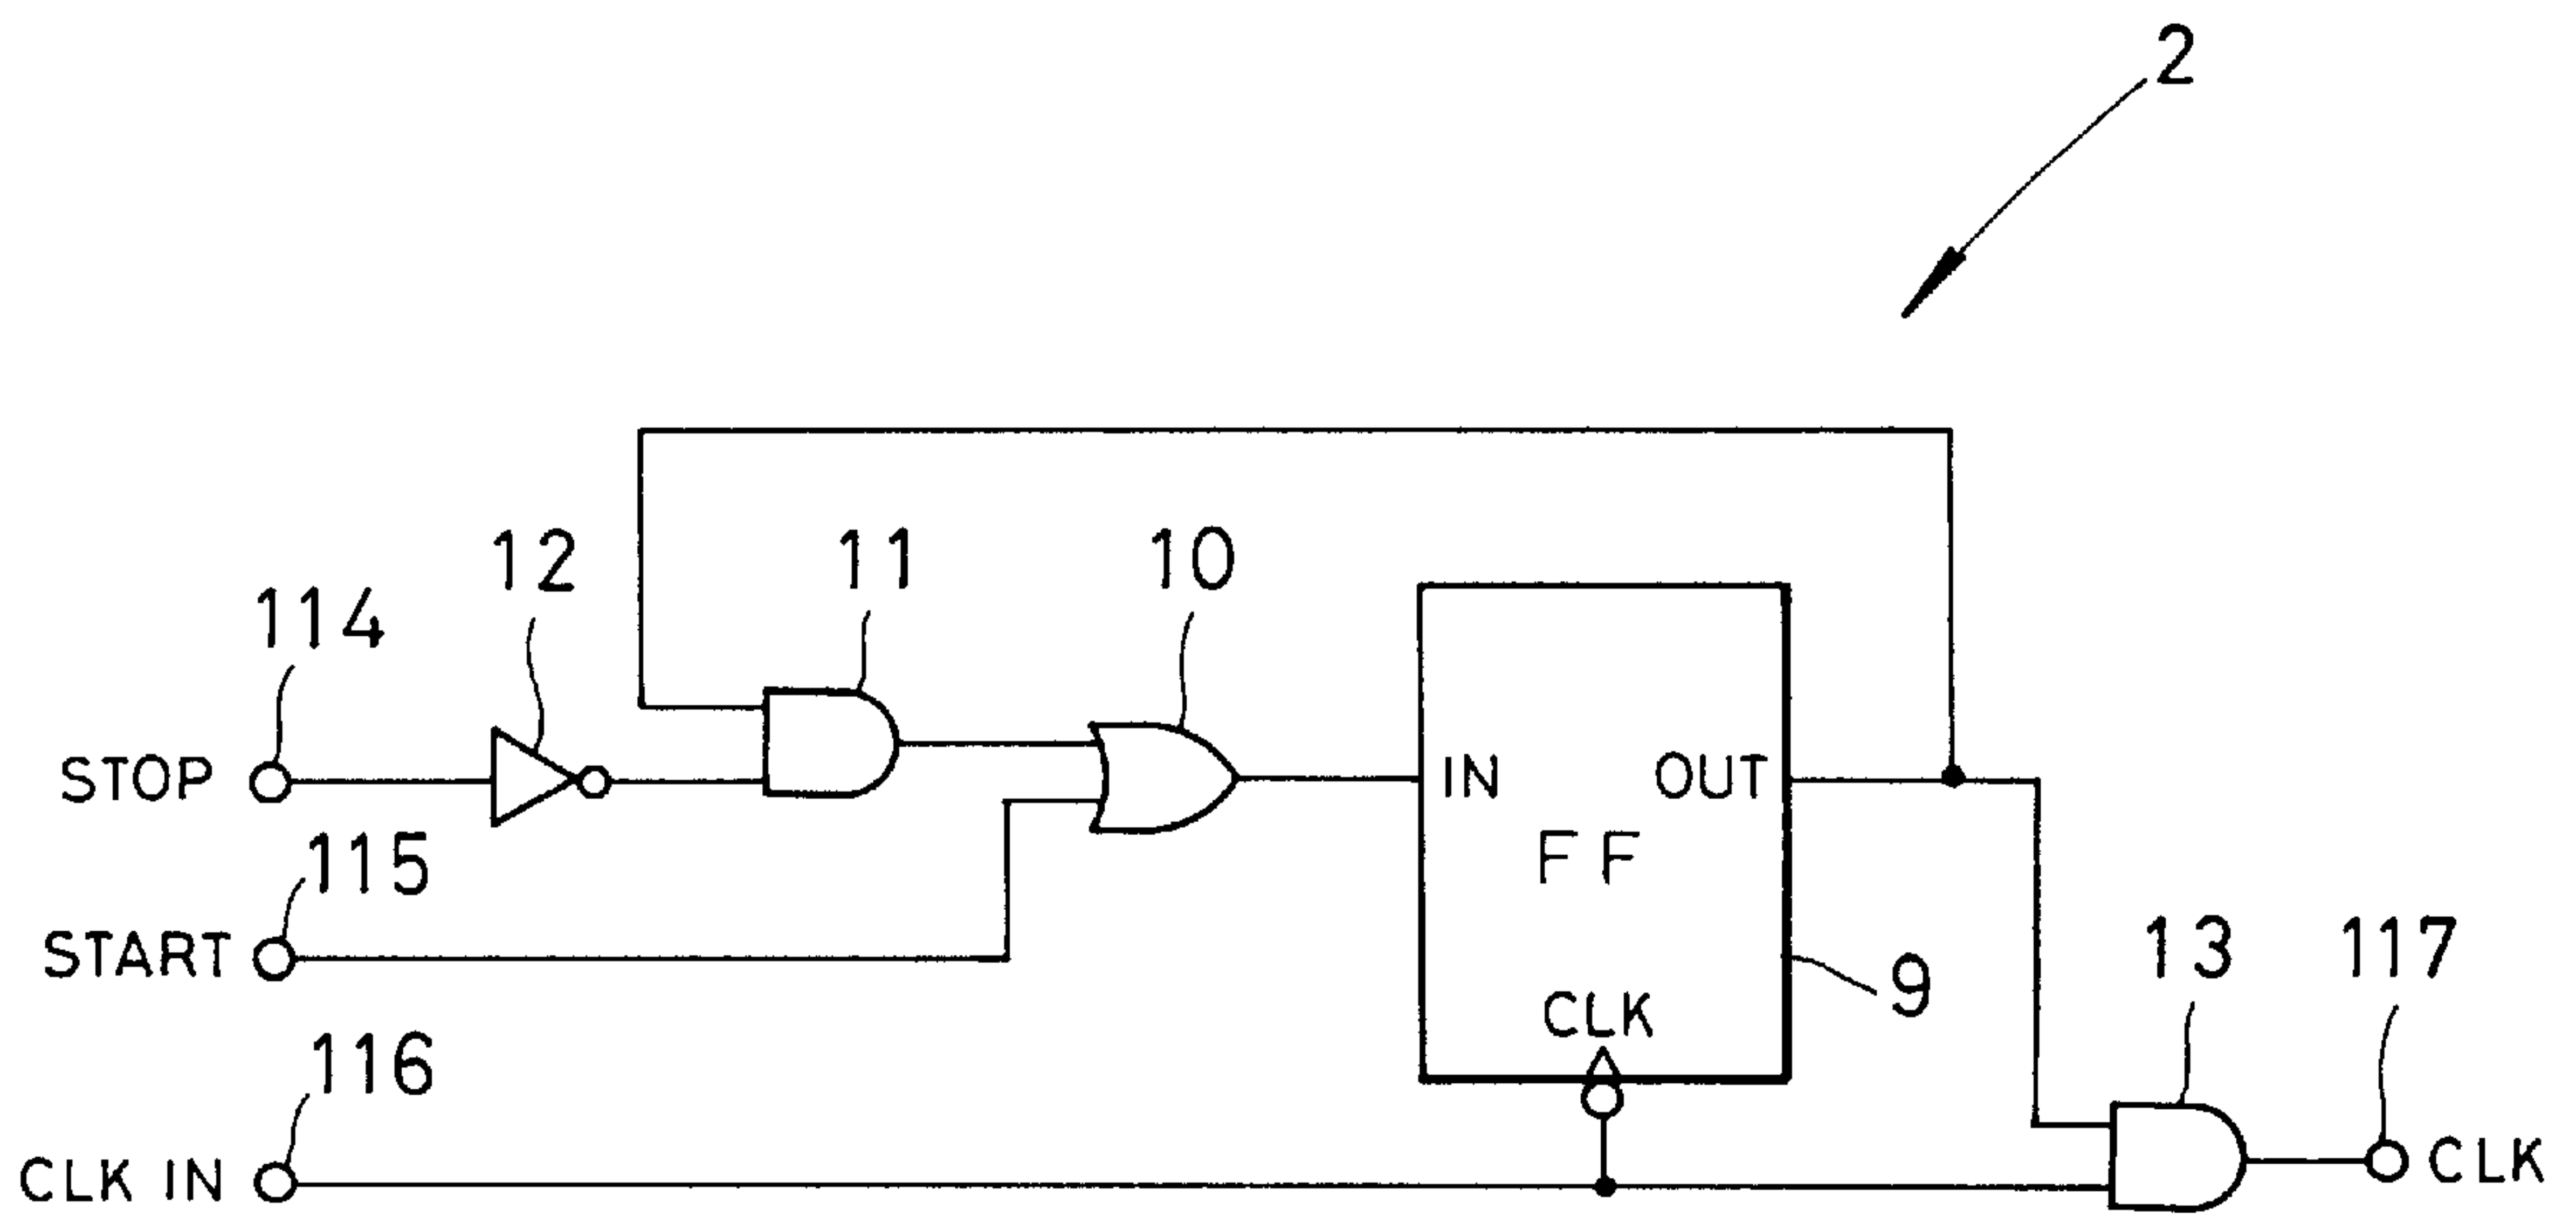 2
12
11
10
114
STOP
IN
OUT
FF
115
START
9
13
117
CLK
116
CLK IN
CLK